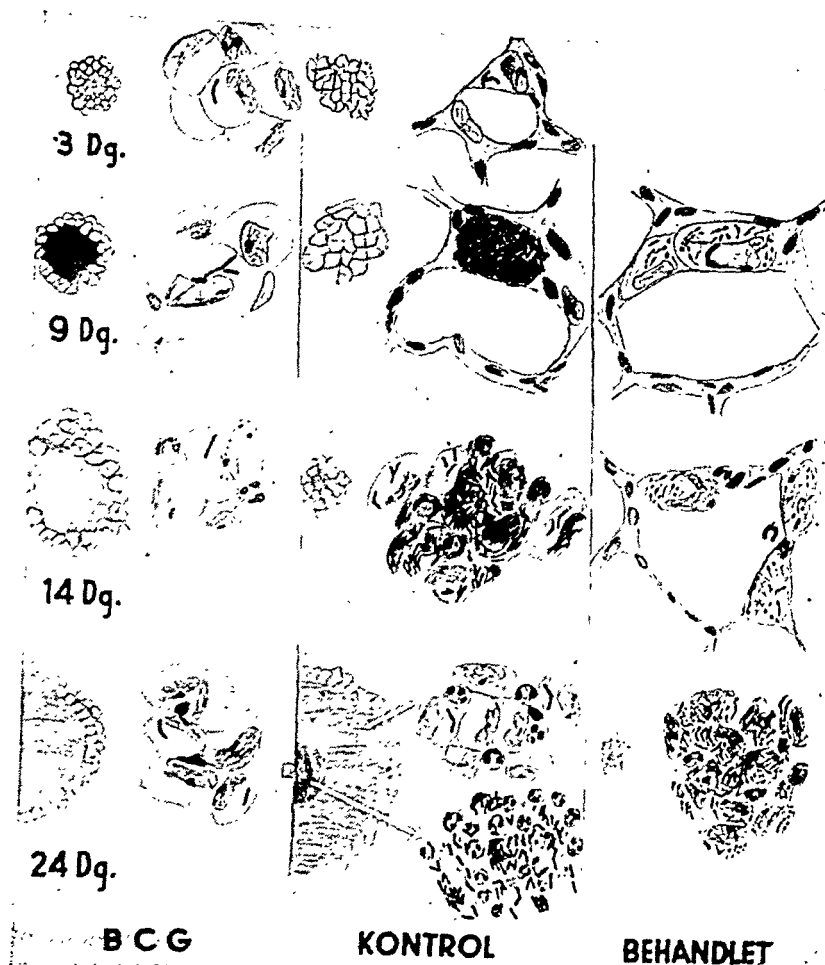 3 Dg.
9 Dg.
14 Dg.
24 Dg.
BCG KONTROL BEHANDLET